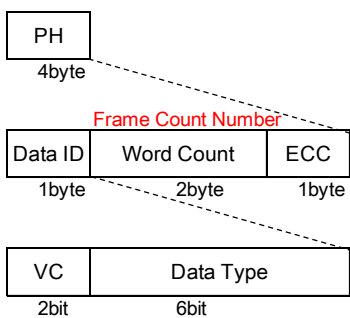 PH
4byte
Frame Count Number
Data ID Word Count ECC
1byte 2byte 1byte
VC Data Type
2bit 6bit